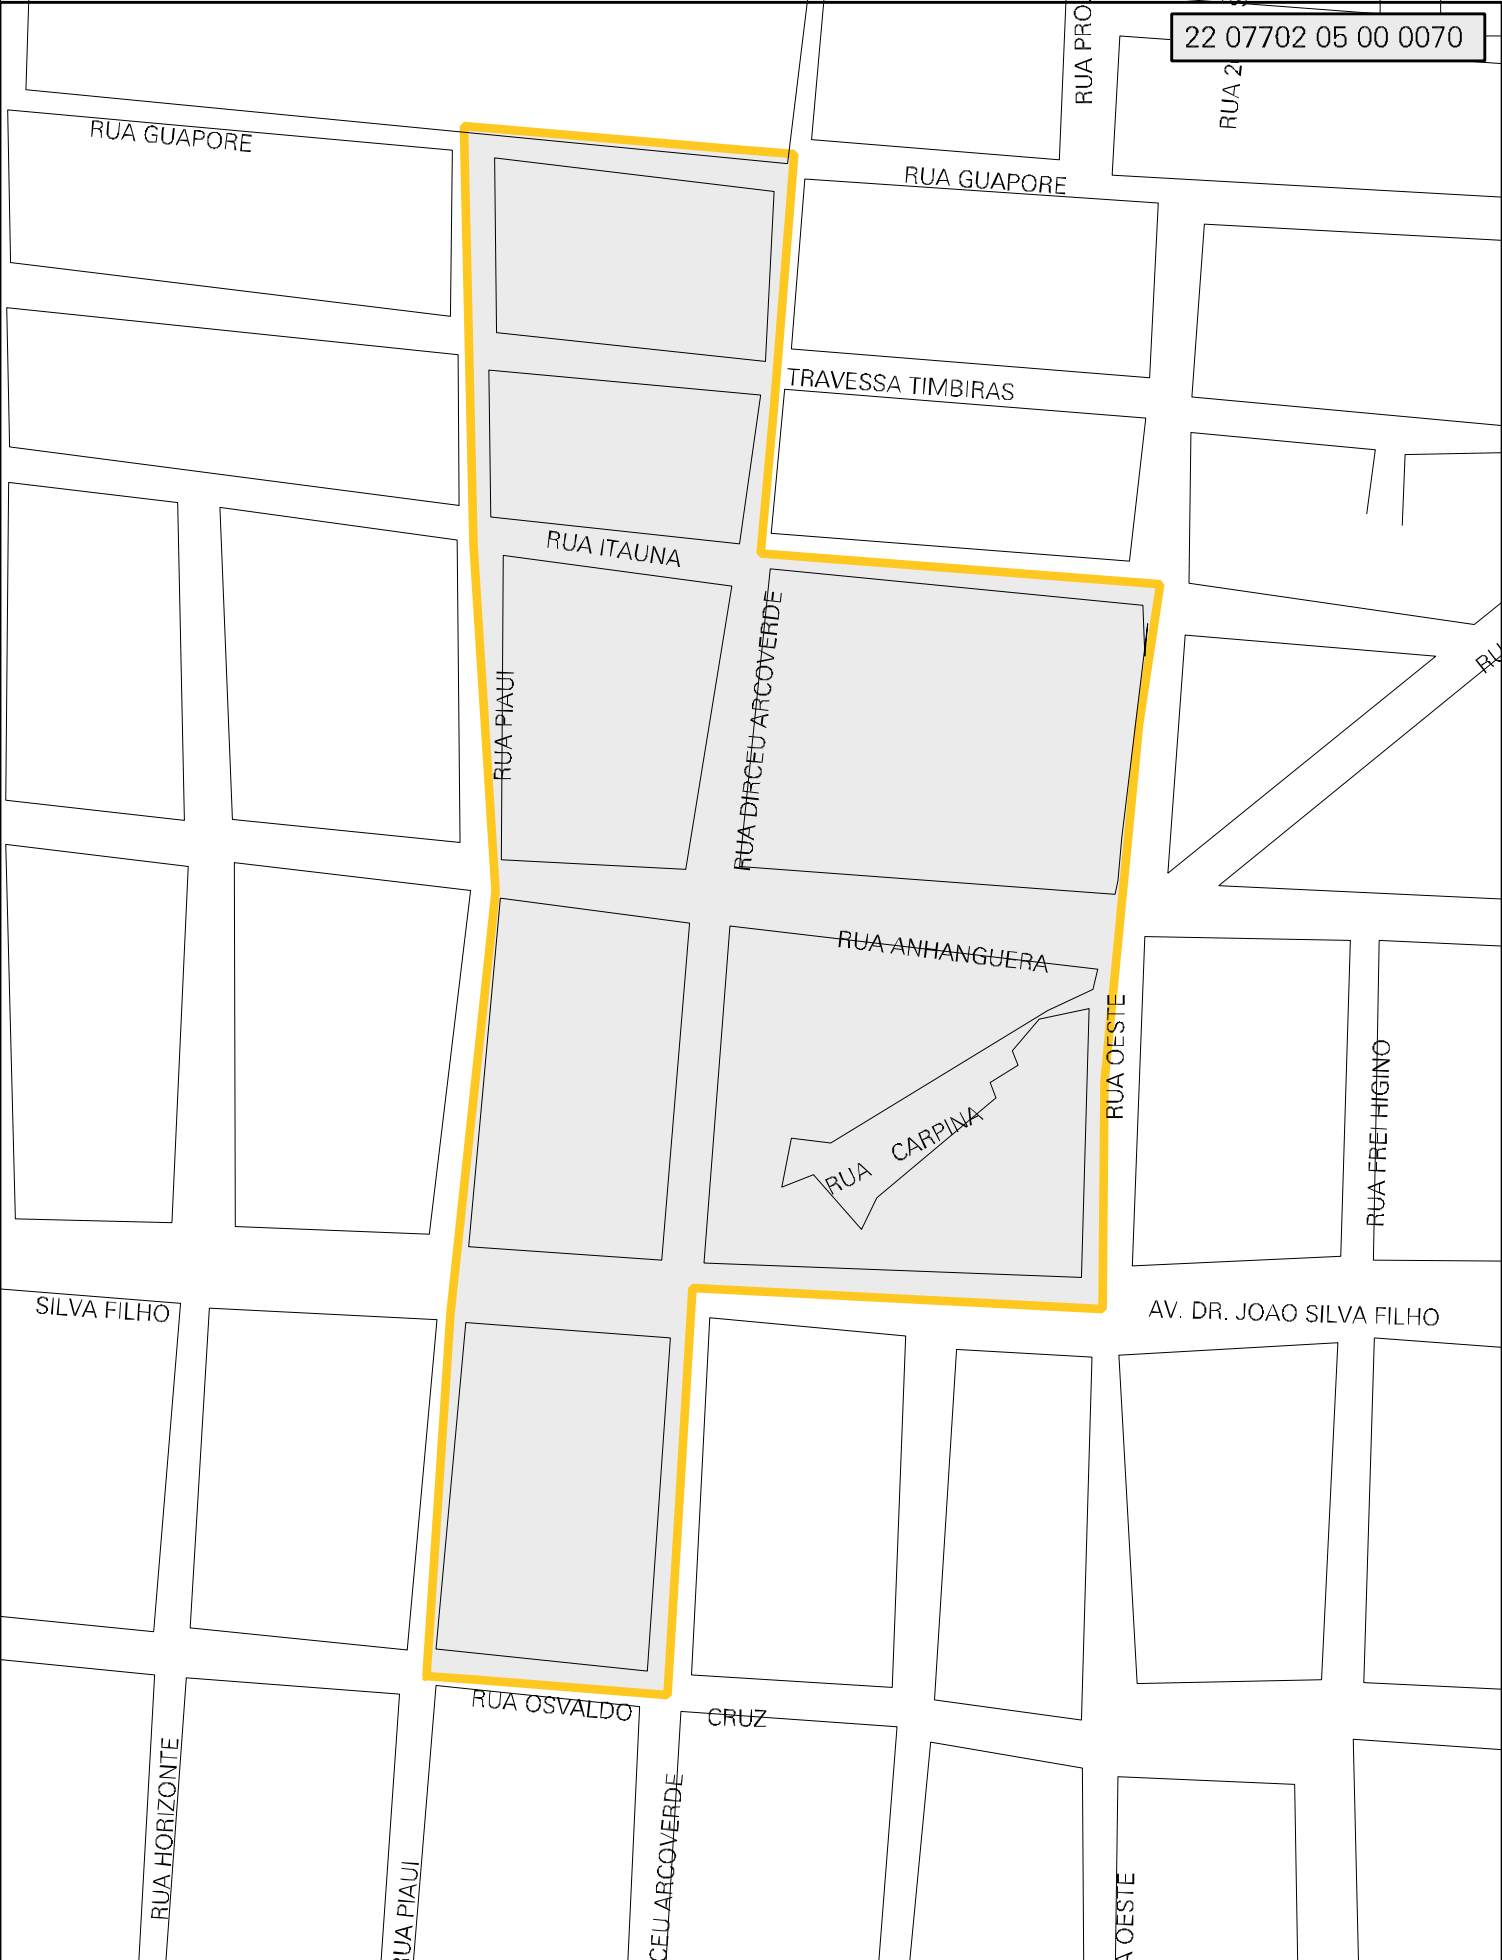 RUA PRO
22 07702 05 00 0070
RUA 2
RUA GUAPORE
RUA GUAPORE
TRAVESSA TIMBIRAS
RUA ITAUNA
RUA DIRCEU ARCOVERDE
RUA PIAUI
RU
RUA ANHANGUERA
RUA OESTE
RUA FREI HIGINO
RUA CARPINA
SILVA FILHO
AV. DR. JOAO SILVA FILHO
RUA OSVALDO CRUZ
RUA HORIZONTE
RUA PIAUI
CEU ARCOVERDE
A OESTE